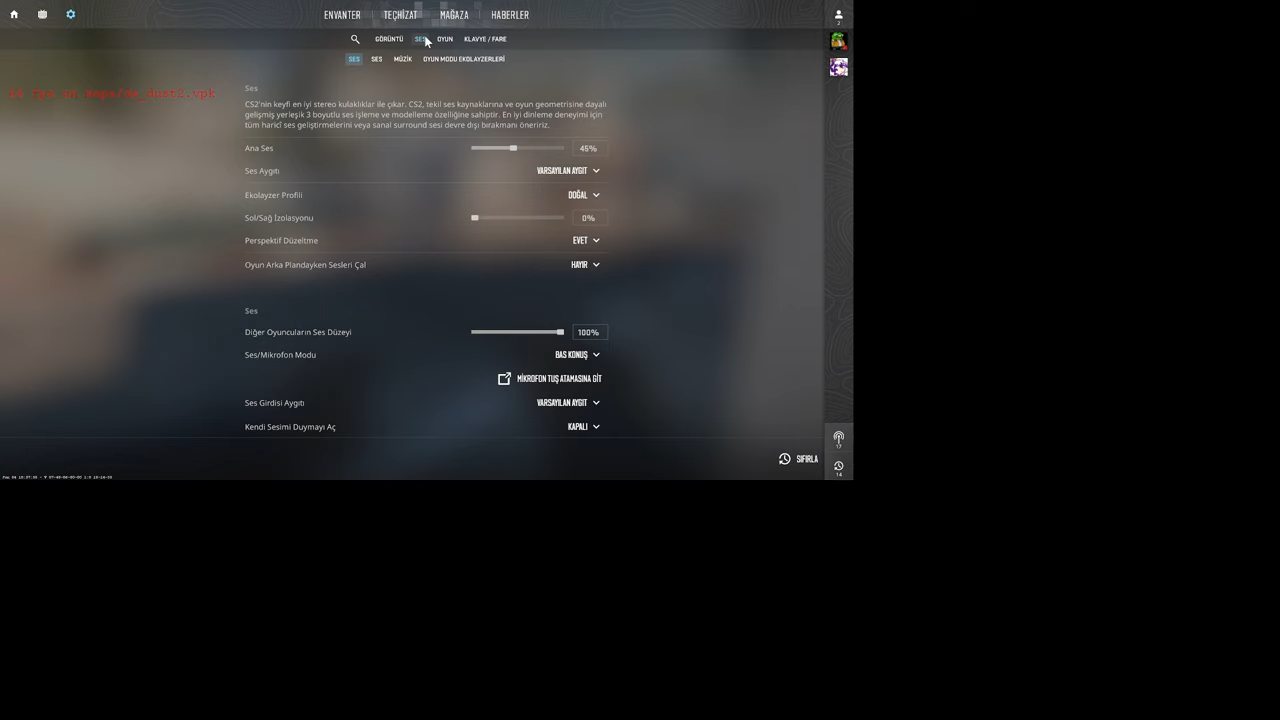 ENVANTER
TEÇHİZAT
MAĞAZA
HABERLER
2
GÖRÜNTÜ
SES
OYUN
KLAVYE / FARE
SES
SES
MÜZİK
OYUN MODU EKOLAYZERLERİ
Ses
CS2'nin keyfi en iyi stereo kulaklıklar ile çıkar. CS2, tekil ses kaynaklarına ve oyun geometrisine dayalı
gelişmiş yerleşik 3 boyutlu ses işleme ve modelleme özelliğine sahiptir. En iyi dinleme deneyimi için
tüm harici ses geliştirmelerini veya sanal surround sesi devre dışı bırakmanı öneririz.
Ana Ses
45%
Ses Aygıtı
VARSAYILAN AYGIT
Ekolayzer Profili
DOĞAL
Sol/Sağ İzolasyonu
0%
Perspektif Düzeltme
EVET
Oyun Arka Plandayken Sesleri Çal
HAYIR
Ses
Diğer Oyuncuların Ses Düzeyi
100%
Ses/Mikrofon Modu
BAS KONUŞ
MİKROFON TUŞ ATAMASINA GİT
Ses Girdisi Aygıtı
VARSAYILAN AYGIT
Kendi Sesimi Duymayı Aç
KAPALI
17
SIFIRLA
14